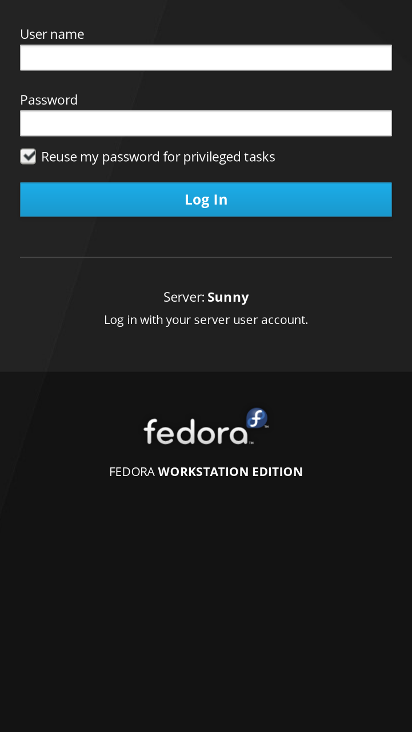 User name
Password
Reuse my password for privileged tasks
Log In
Server: Sunny
Log in with your server user account.
fedora™
FEDORA WORKSTATION EDITION